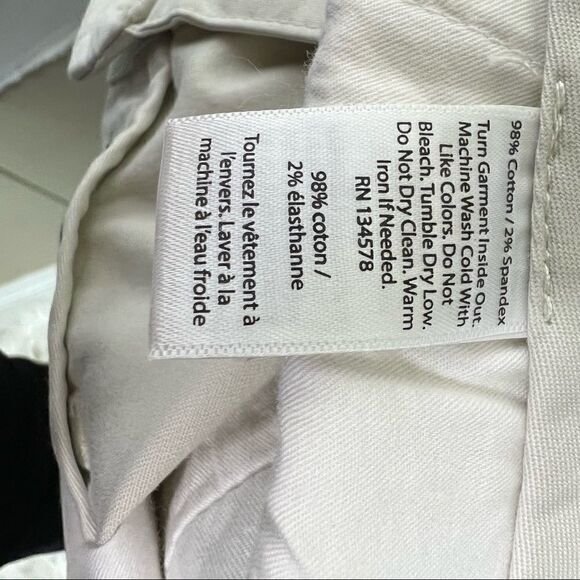 98% Cotton / 2% Spandex
Turn Garment Inside Out.
Machine Wash Cold With
Like Colors. Do Not
Bleach. Tumble Dry Low.
Do Not Dry Clean. Warm
Iron If Needed.
RN 134578
98% coton /
2% élasthanne
Tournez le vêtement à
l'envers. Laver à la
machine à l'eau froide